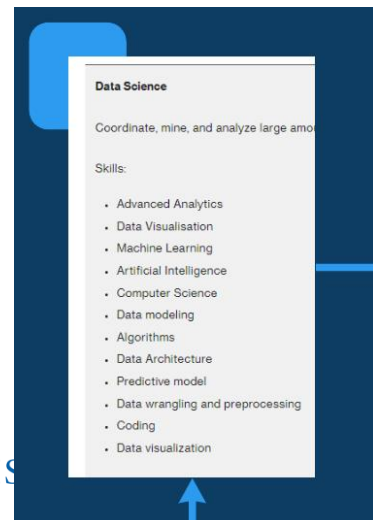 Data Science
Coordinate, mine, and analyze large
Skills:
• Advanced Analytics
• Data Visualisation
• Machine Learning
• Artificial Intelligence
• Computer Science
• Data modeling
• Algorithms
• Data Architecture
• Predictive model
• Data wrangling and preprocessing
• Coding
• Data visualization